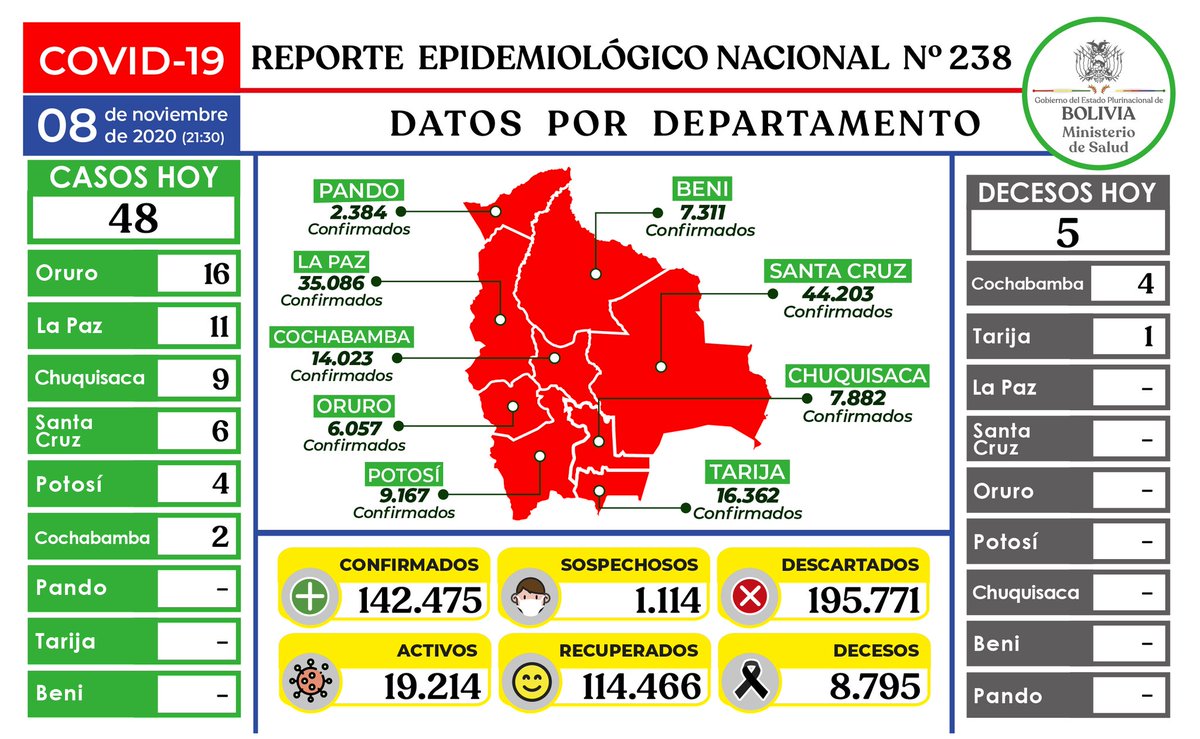 COVID-19
REPORTE EPIDEMIOLÓGICO NACIONAL Nº 238
08 de noviembre
de 2020 (21:30)
DATOS POR DEPARTAMENTO
Gobierno del Estado Plurinacional de
BOLIVIA
Ministerio
de Salud
CASOS HOY
48
Oruro 16
La Paz 11
Chuquisaca 9
Santa
Cruz 6
Potosí 4
Cochabamba 2
Pando -
Tarija -
Beni -
PANDO
2.384
Confirmados
BENI
7.311
Confirmados
LA PAZ
35.086
Confirmados
SANTA CRUZ
44.203
Confirmados
COCHABAMBA
14.023
Confirmados
CHUQUISACA
7.882
Confirmados
ORURO
6.057
Confirmados
POTOSÍ
9.167
Confirmados
TARIJA
16.362
Confirmados
CONFIRMADOS
142.475
SOSPECHOSOS
1.114
DESCARTADOS
195.771
ACTIVOS
19.214
RECUPERADOS
114.466
DECESOS
8.795
DECESOS HOY
5
Cochabamba 4
Tarija 1
La Paz -
Santa
Cruz -
Oruro -
Potosí -
Chuquisaca -
Beni -
Pando -